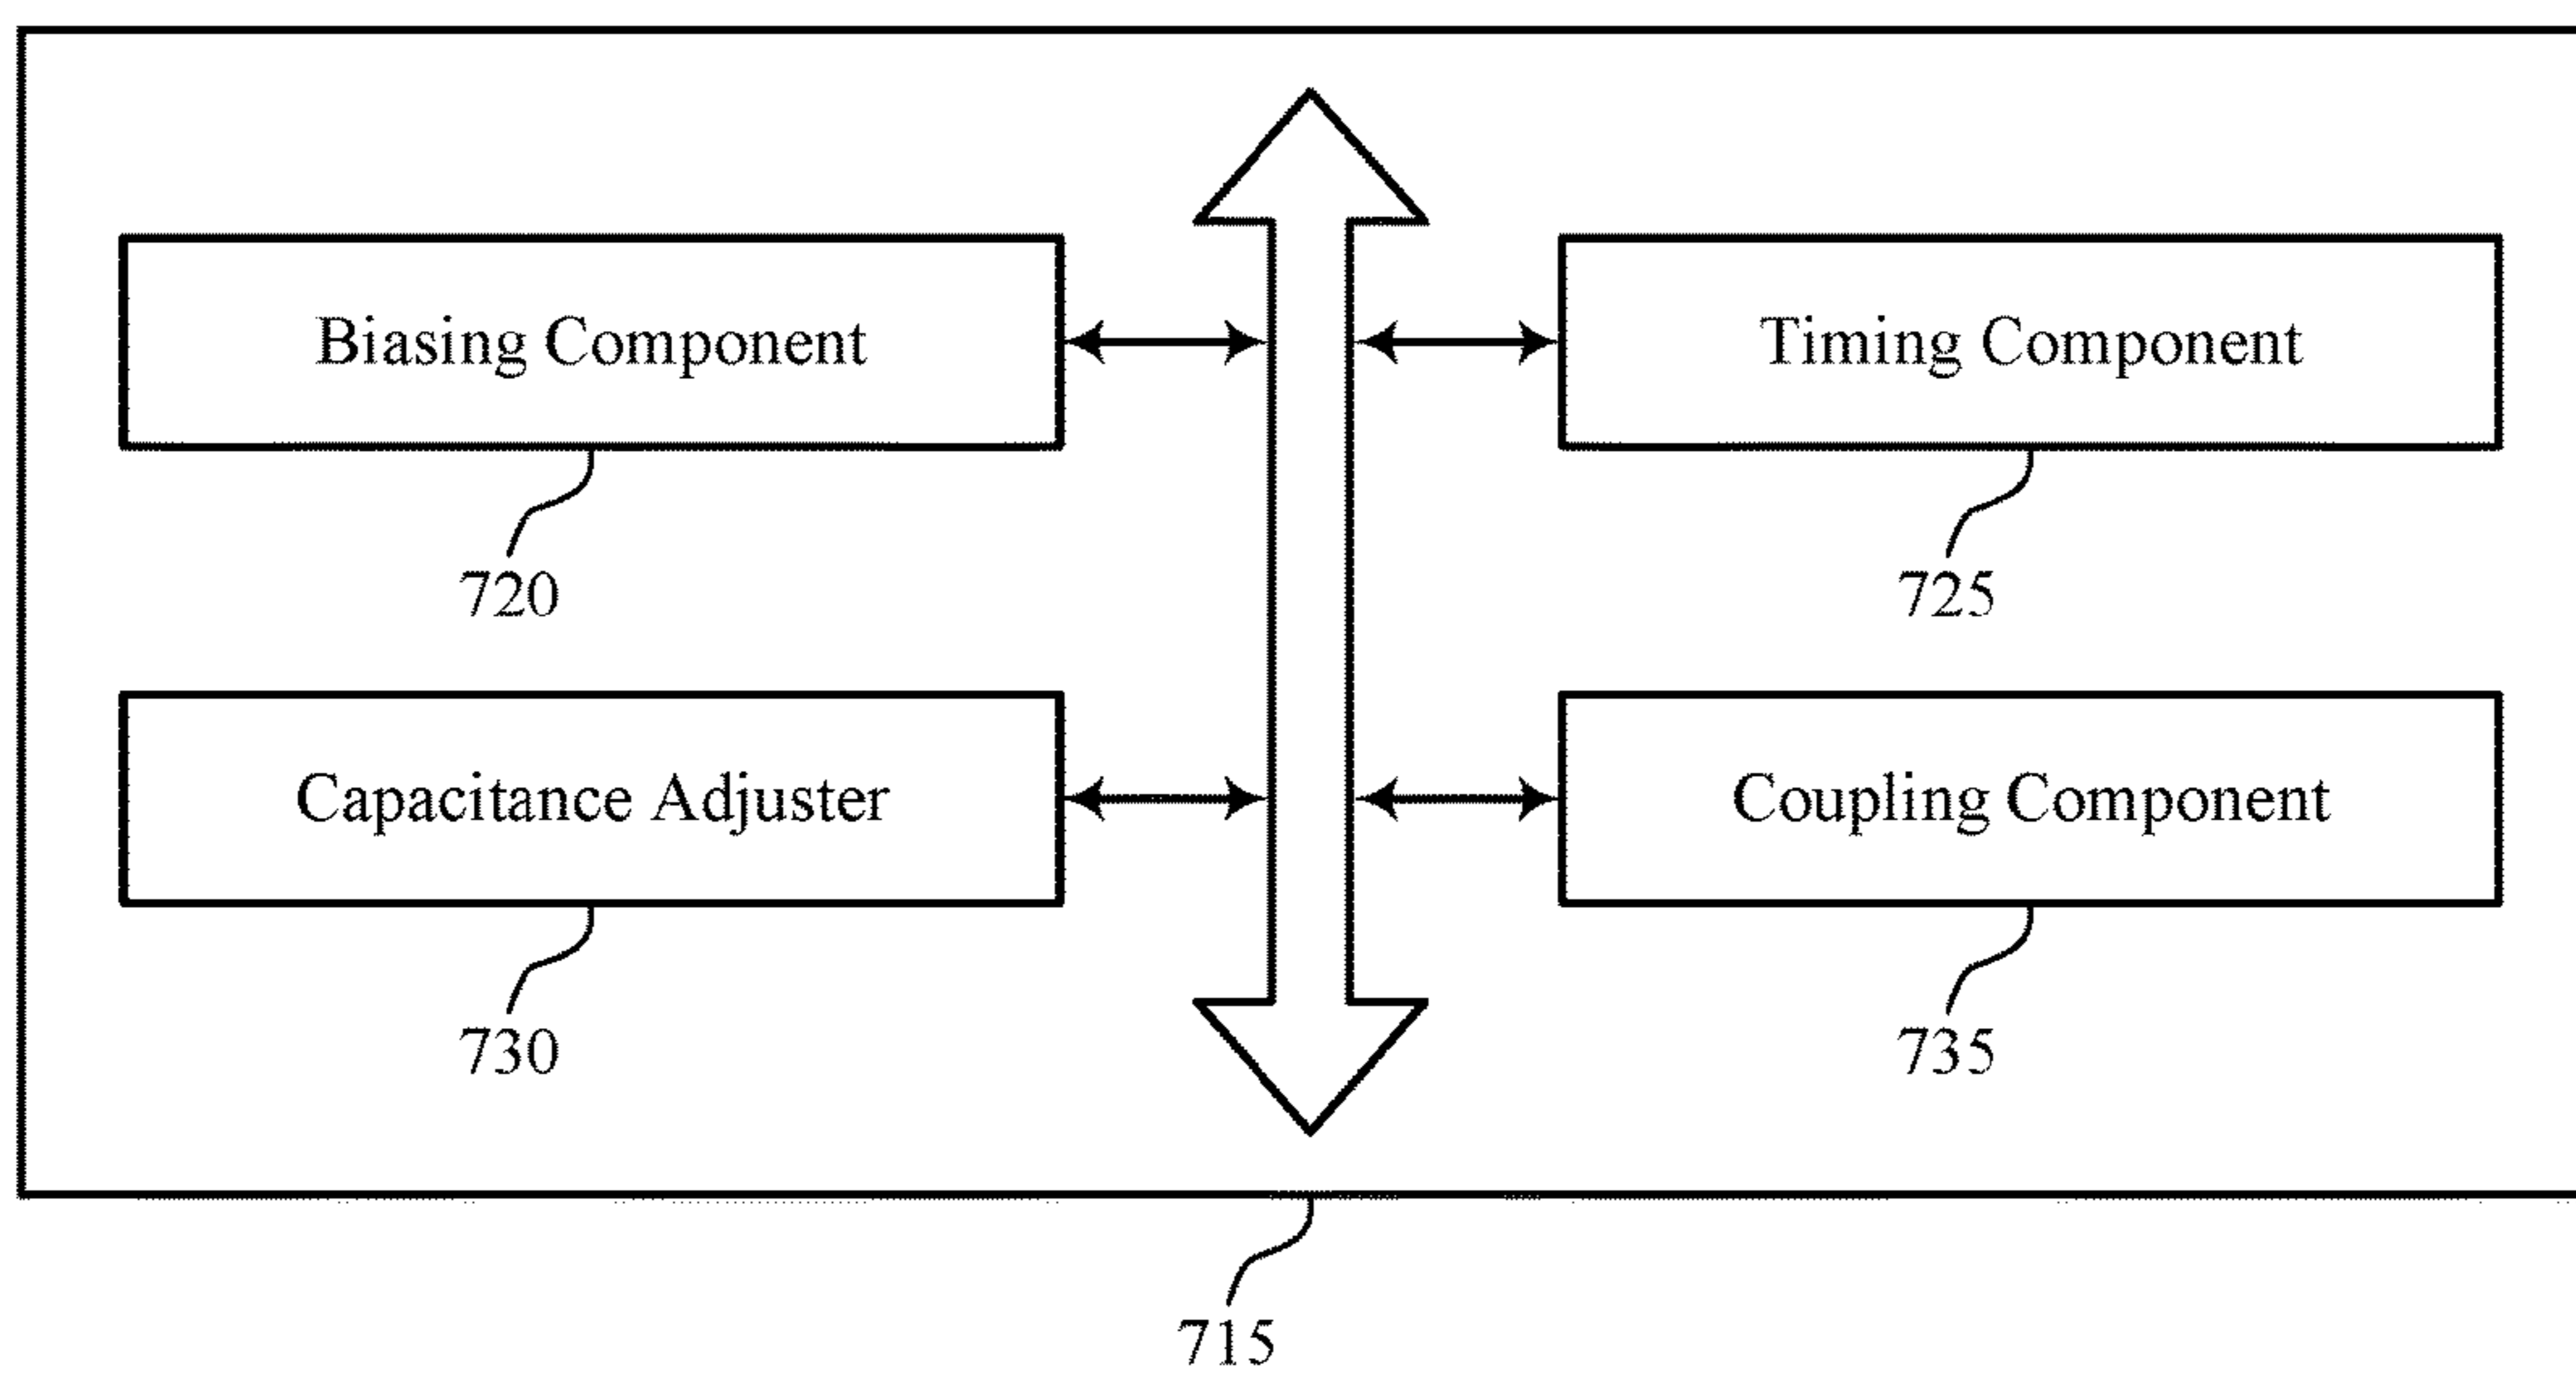 Biasing Component
Timing Component
720
725
Capacitance Adjuster
Coupling Component
730
735
715